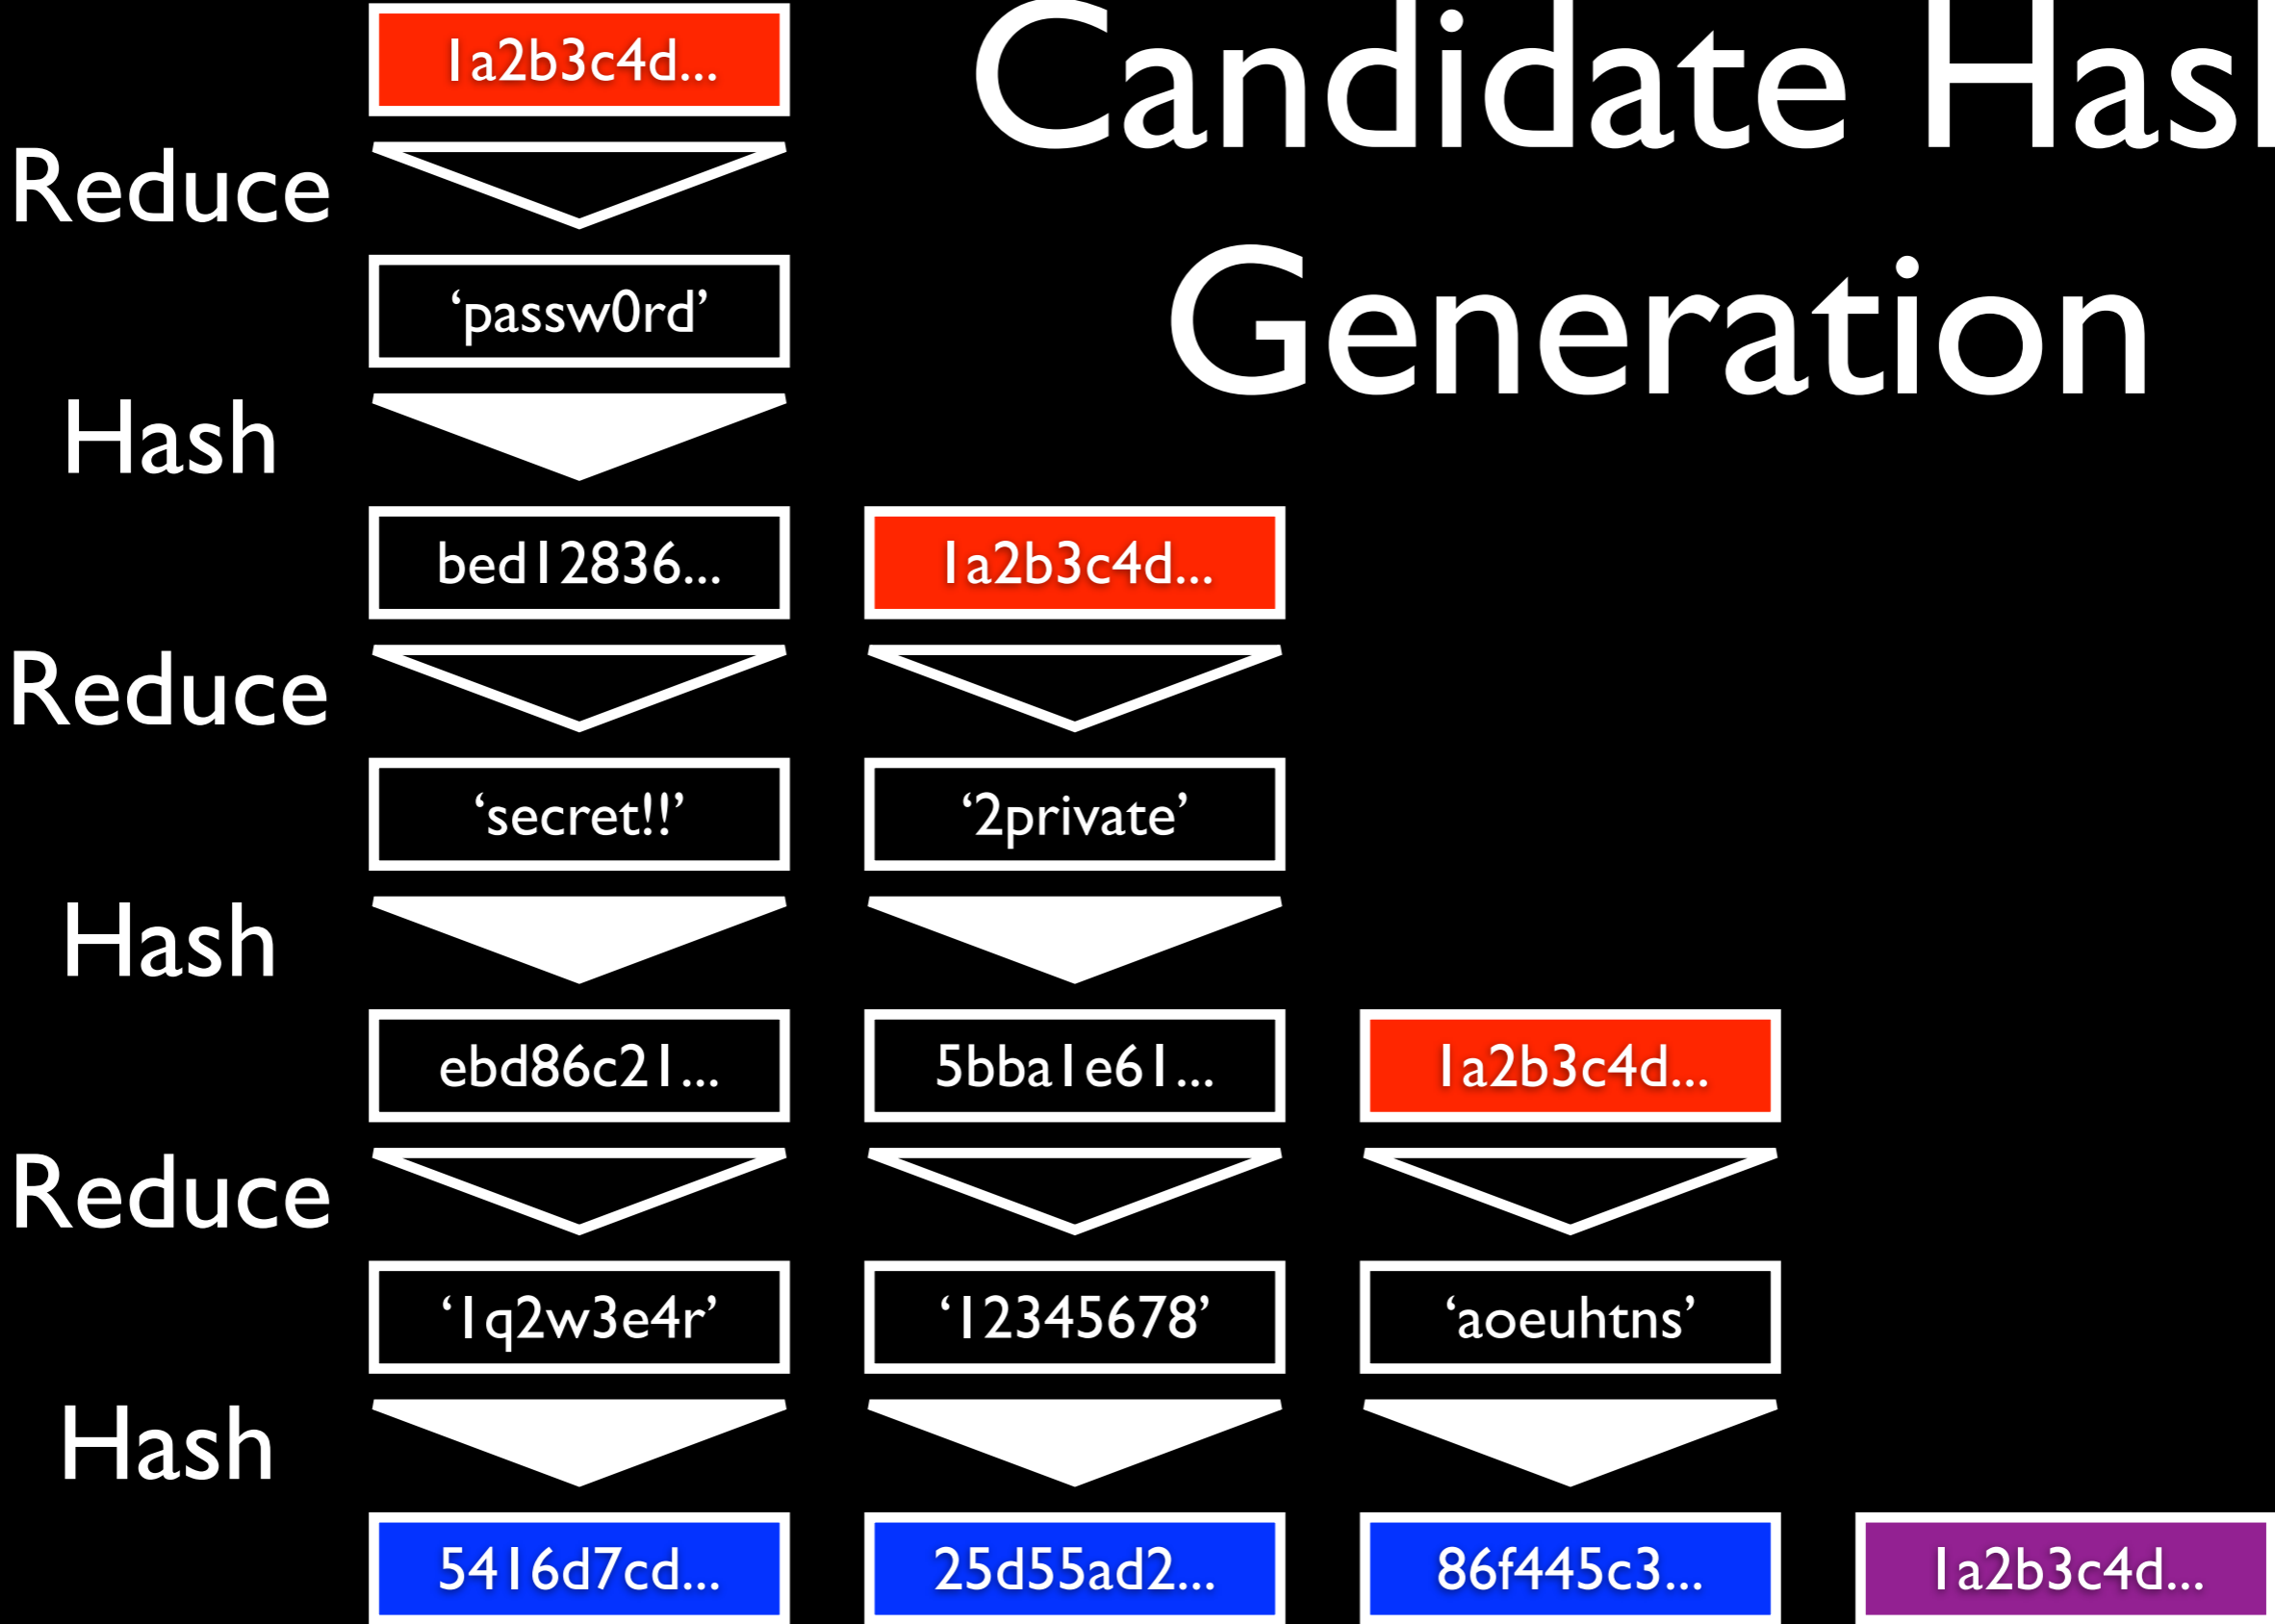 Candidate Hash
Generation
1a2b3c4d...
Reduce
‘passw0rd’
Hash
bed12836... 1a2b3c4d...
Reduce
‘secret!!’ ‘2private’
Hash
ebd86c21... 5bba1e61... 1a2b3c4d...
Reduce
‘1q2w3e4r’ ‘12345678’ ‘aoeuhtns’
Hash
5416d7cd... 25d55ad2... 86f445c3... 1a2b3c4d...